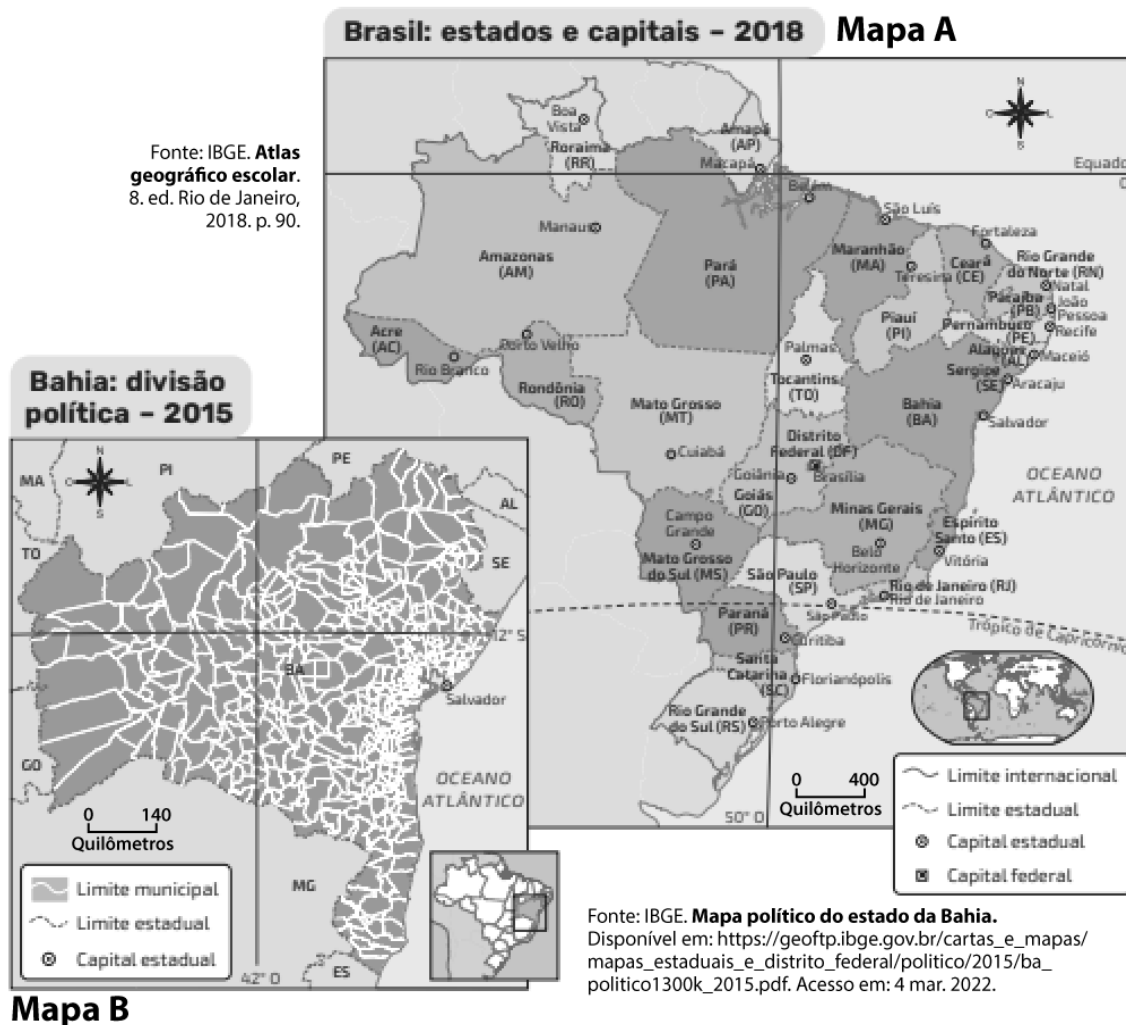 Brasil: estados e capitais – 2018
Mapa A
Fonte: IBGE. Atlas
geográfico escolar.
8. ed. Rio de Janeiro,
2018. p. 90.
N
O
L
S
Boa
Vista
Roraima
(RR)
Amapá
(AP)
Macapá
Equado
0
Belém
São Luís
Fortaleza
Manaus
Amazonas
(AM)
Pará
(PA)
Maranhão
(MA)
Teresina
Ceará
(CE)
Rio Grande
do Norte (RN)
Natal
Paraíba
(PB)
João
Pessoa
Piauí
(PI)
Pernambuco
(PE)
Recife
Acre
(AC)
Rio Branco
Porto Velho
Rondônia
(RO)
Palmas
Tocantins
(TO)
Alagoas
(AL)
Maceió
Sergipe
(SE)
Aracaju
Mato Grosso
(MT)
Cuiabá
Bahia
(BA)
Salvador
Distrito
Federal (DF)
Brasília
Goiânia
Goiás
(GO)
OCEANO
ATLÂNTICO
Minas Gerais
(MG)
Belo
Horizonte
Espírito
Santo (ES)
Vitória
Campo
Grande
Mato Grosso
do Sul (MS)
São Paulo
(SP)
São Paulo
Rio de Janeiro (RJ)
Rio de Janeiro
Trópico de Capricórnio
Paraná
(PR)
Curitiba
Santa
Catarina
(SC)
Florianópolis
Rio Grande
do Sul (RS)
Porto Alegre
50° O
0 400
Quilômetros
Limite internacional
Limite estadual
Capital estadual
Capital federal
Bahia: divisão
política – 2015
N
O
L
S
MA
PI
PE
AL
TO
SE
12° S
BA
Salvador
GO
OCEANO
ATLÂNTICO
0 140
Quilômetros
MG
Limite municipal
Limite estadual
Capital estadual
42° O
ES
Fonte: IBGE. Mapa político do estado da Bahia.
Disponível em: https://geoftp.ibge.gov.br/cartas_e_mapas/
mapas_estaduais_e_distrito_federal/politico/2015/ba_
politico1300k_2015.pdf. Acesso em: 4 mar. 2022.
Mapa B